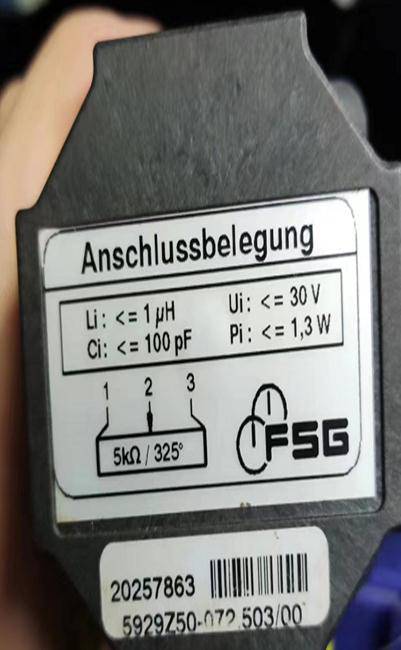 Anschlussbelegung
Li: <= 1 µH Ui: <= 30 V
Ci: <= 100 pF Pi: <= 1,3 W
1 2 3
5kΩ / 325°
FSG
20257863
5929Z50-072.503/00